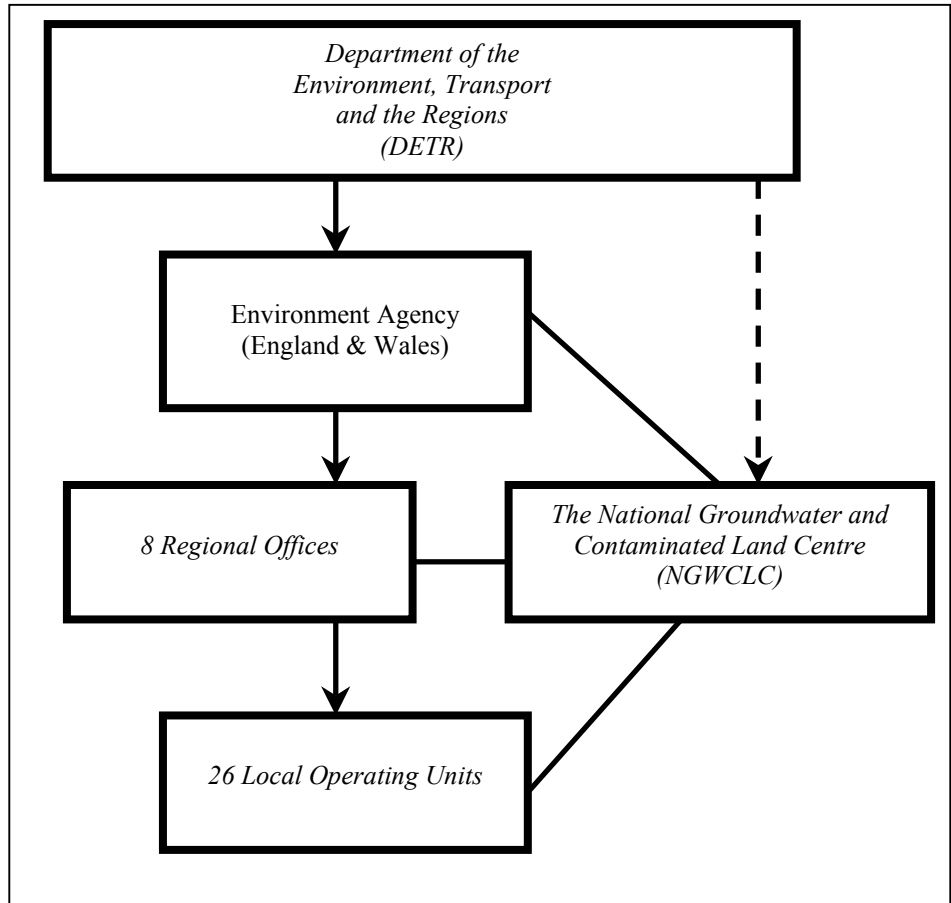 Department of the
Environment, Transport
and the Regions
(DETR)
Environment Agency
(England & Wales)
8 Regional Offices
The National Groundwater and
Contaminated Land Centre
(NGWCLC)
26 Local Operating Units